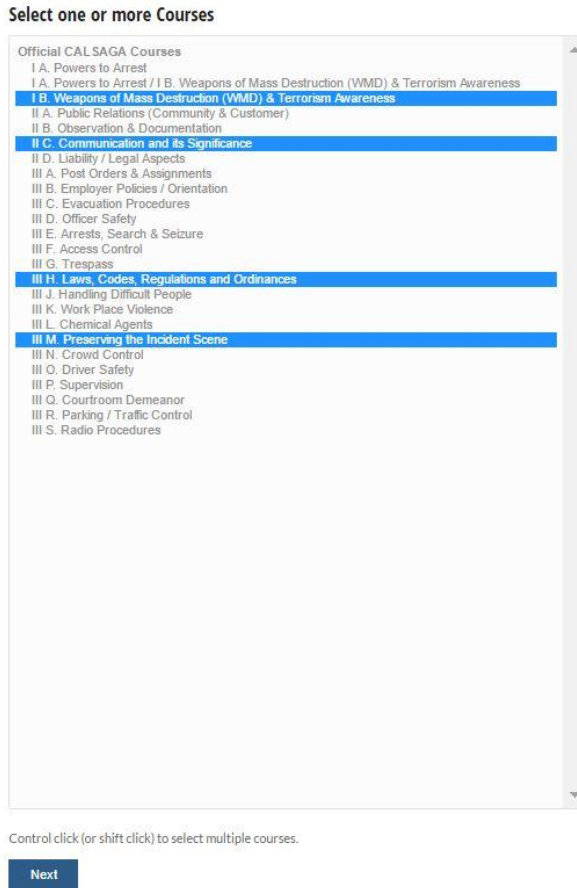 Select one or more Courses
Official CALSAGA Courses
I A. Powers to Arrest
I A. Powers to Arrest / I B. Weapons of Mass Destruction (WMD) & Terrorism Awareness
I B. Weapons of Mass Destruction (WMD) & Terrorism Awareness
II A. Public Relations (Community & Customer)
II B. Observation & Documentation
II C. Communication and its Significance
II D. Liability / Legal Aspects
III A. Post Orders & Assignments
III B. Employer Policies / Orientation
III C. Evacuation Procedures
III D. Officer Safety
III E. Arrests, Search & Seizure
III F. Access Control
III G. Trespass
III H. Laws, Codes, Regulations and Ordinances
III J. Handling Difficult People
III K. Work Place Violence
III L. Chemical Agents
III M. Preserving the Incident Scene
III N. Crowd Control
III O. Driver Safety
III P. Supervision
III Q. Courtroom Demeanor
III R. Parking / Traffic Control
III S. Radio Procedures
Control click (or shift click) to select multiple courses.
Next